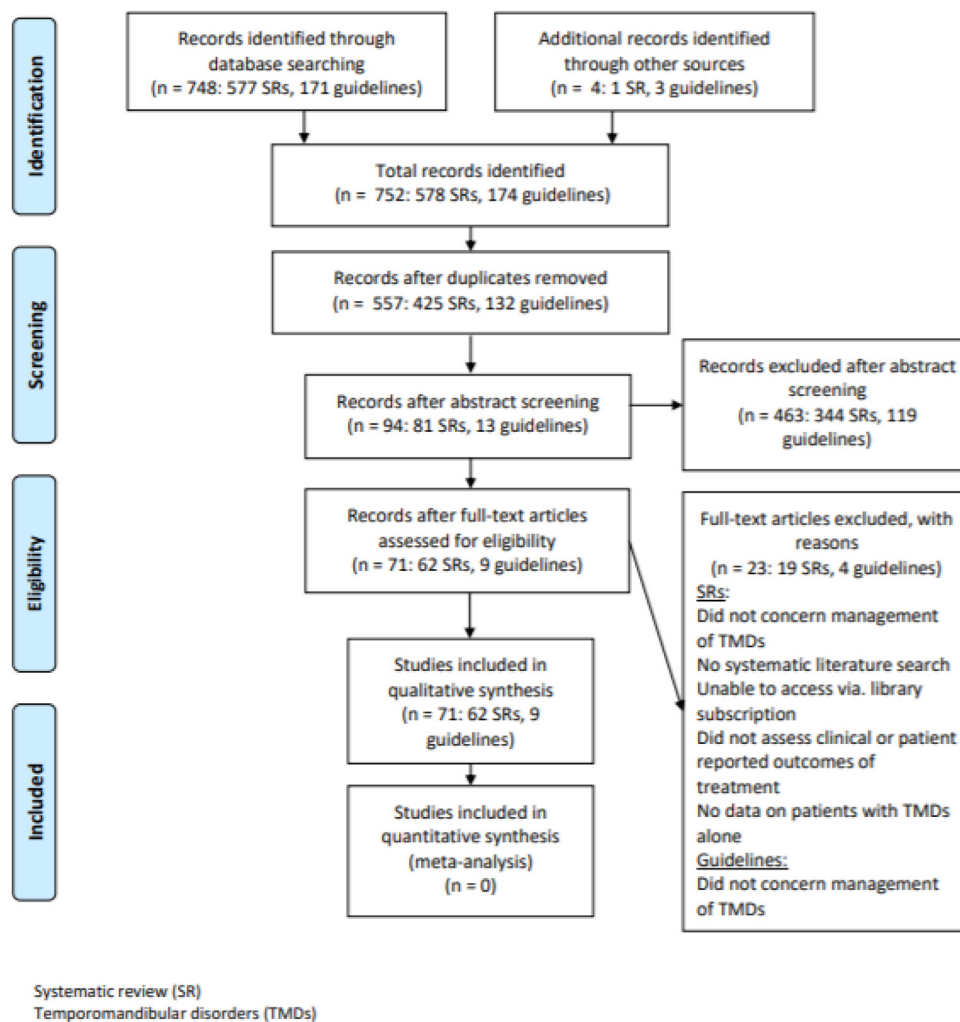 Identification
Records identified through
database searching
(n = 748: 577 SRs, 171 guidelines)
Additional records identified
through other sources
(n = 4: 1 SR, 3 guidelines)
Total records identified
(n = 752: 578 SRs, 174 guidelines)
Screening
Records after duplicates removed
(n = 557: 425 SRs, 132 guidelines)
Records after abstract screening
(n = 94: 81 SRs, 13 guidelines)
Records excluded after abstract
screening
(n = 463: 344 SRs, 119
guidelines)
Eligibility
Records after full-text articles
assessed for eligibility
(n = 71: 62 SRs, 9 guidelines)
Full-text articles excluded, with
reasons
(n = 23: 19 SRs, 4 guidelines)
SRs:
Did not concern management
of TMDs
No systematic literature search
Unable to access via. library
subscription
Did not assess clinical or patient
reported outcomes of
treatment
No data on patients with TMDs
alone
Guidelines:
Did not concern management
of TMDs
Included
Studies included in
qualitative synthesis
(n = 71: 62 SRs, 9
guidelines)
Studies included in
quantitative synthesis
(meta-analysis)
(n = 0)
Systematic review (SR)
Temporomandibular disorders (TMDs)